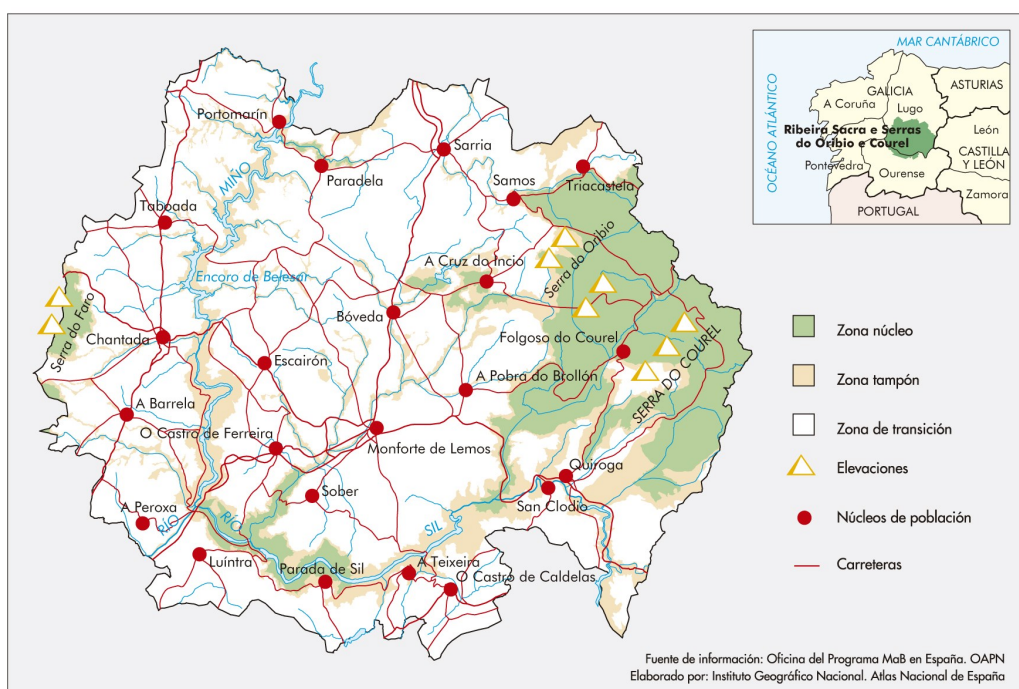 MAR CANTÁBRICO
OCÉANO ATLÁNTICO
GALICIA
ASTURIAS
A Coruña
Lugo
Ribeira Sacra e Serras
do Oribio e Courel
León
CASTILLA
Y LEÓN
Pontevedra
Ourense
Zamora
PORTUGAL
Portomarín
Sarria
Paradela
MIÑO
Samos
Triacastela
Taboada
A Cruz do Incio
Serra do Oribio
Encoro de Belesar
Serra do Faro
Bóveda
Chantada
Folgoso do Courel
Escairón
A Pobra do Brollón
SERRA DO COUREL
A Barrela
O Castro de Ferreira
Monforte de Lemos
Quiroga
Sober
San Clodio
A Peroxa
RÍO
RÍO
SIL
Luíntra
Parada de Sil
A Teixeira
O Castro de Caldelas
Zona núcleo
Zona tampón
Zona de transición
Elevaciones
Núcleos de población
Carreteras
Fuente de información: Oficina del Programa MaB en España. OAPN
Elaborado por: Instituto Geográfico Nacional. Atlas Nacional de España